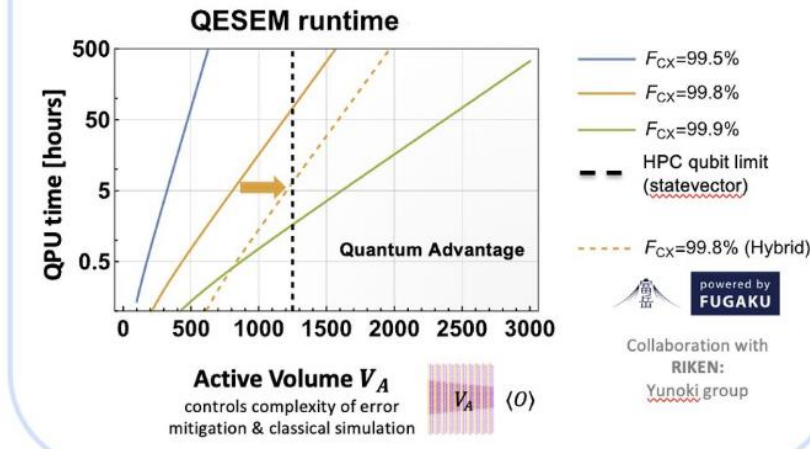 QESEM runtime
QPU time [hours]
500
50
5
0.5
0
500
1000
1500
2000
2500
3000
Quantum Advantage
F_CX=99.5%
F_CX=99.8%
F_CX=99.9%
HPC qubit limit
(statevector)
F_CX=99.8% (Hybrid)
富岳
powered by
FUGAKU
Collaboration with
RIKEN:
Yunoki group
Active Volume V_A
controls complexity of error
mitigation & classical simulation
V_A
⟨O⟩